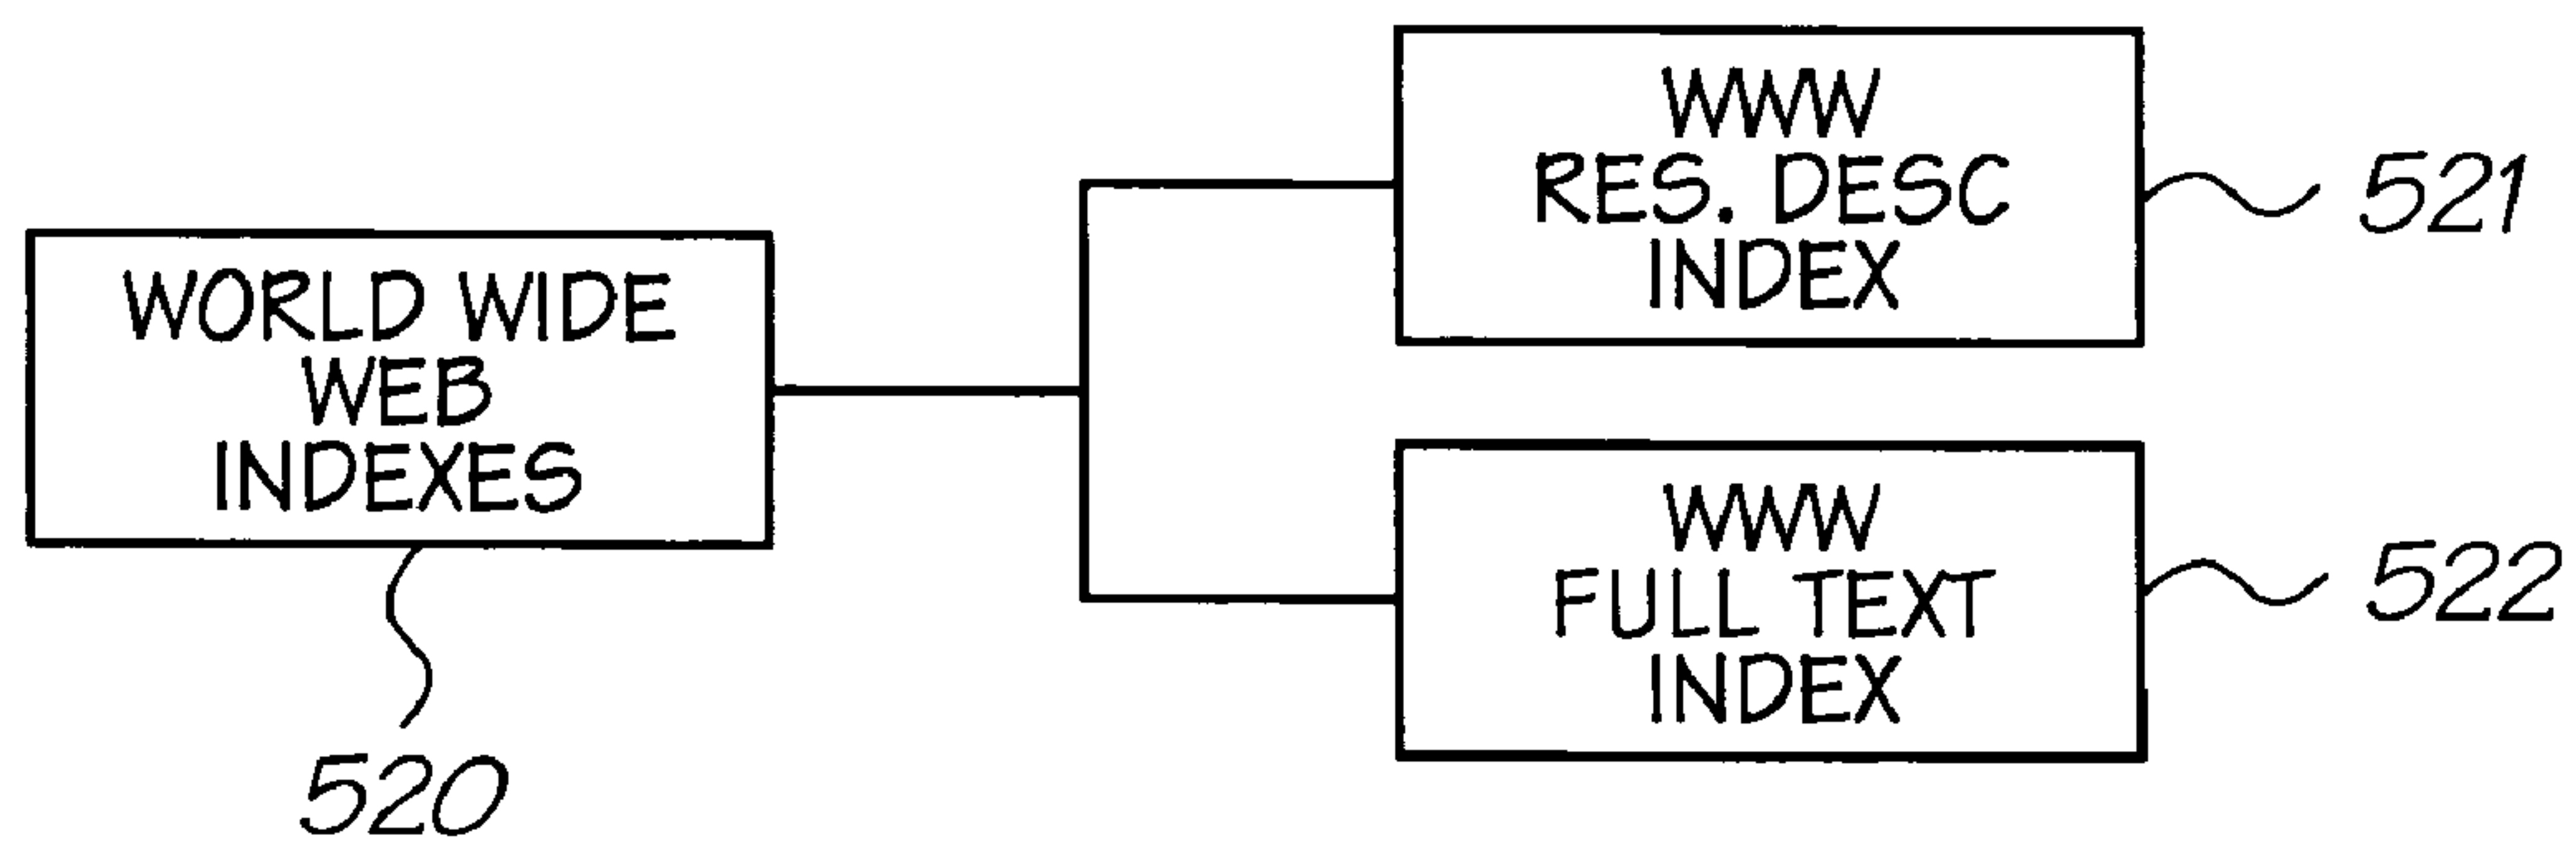 WORLD WIDE
WEB
INDEXES
520
WWW
RES. DESC
INDEX
521
WWW
FULL TEXT
INDEX
522